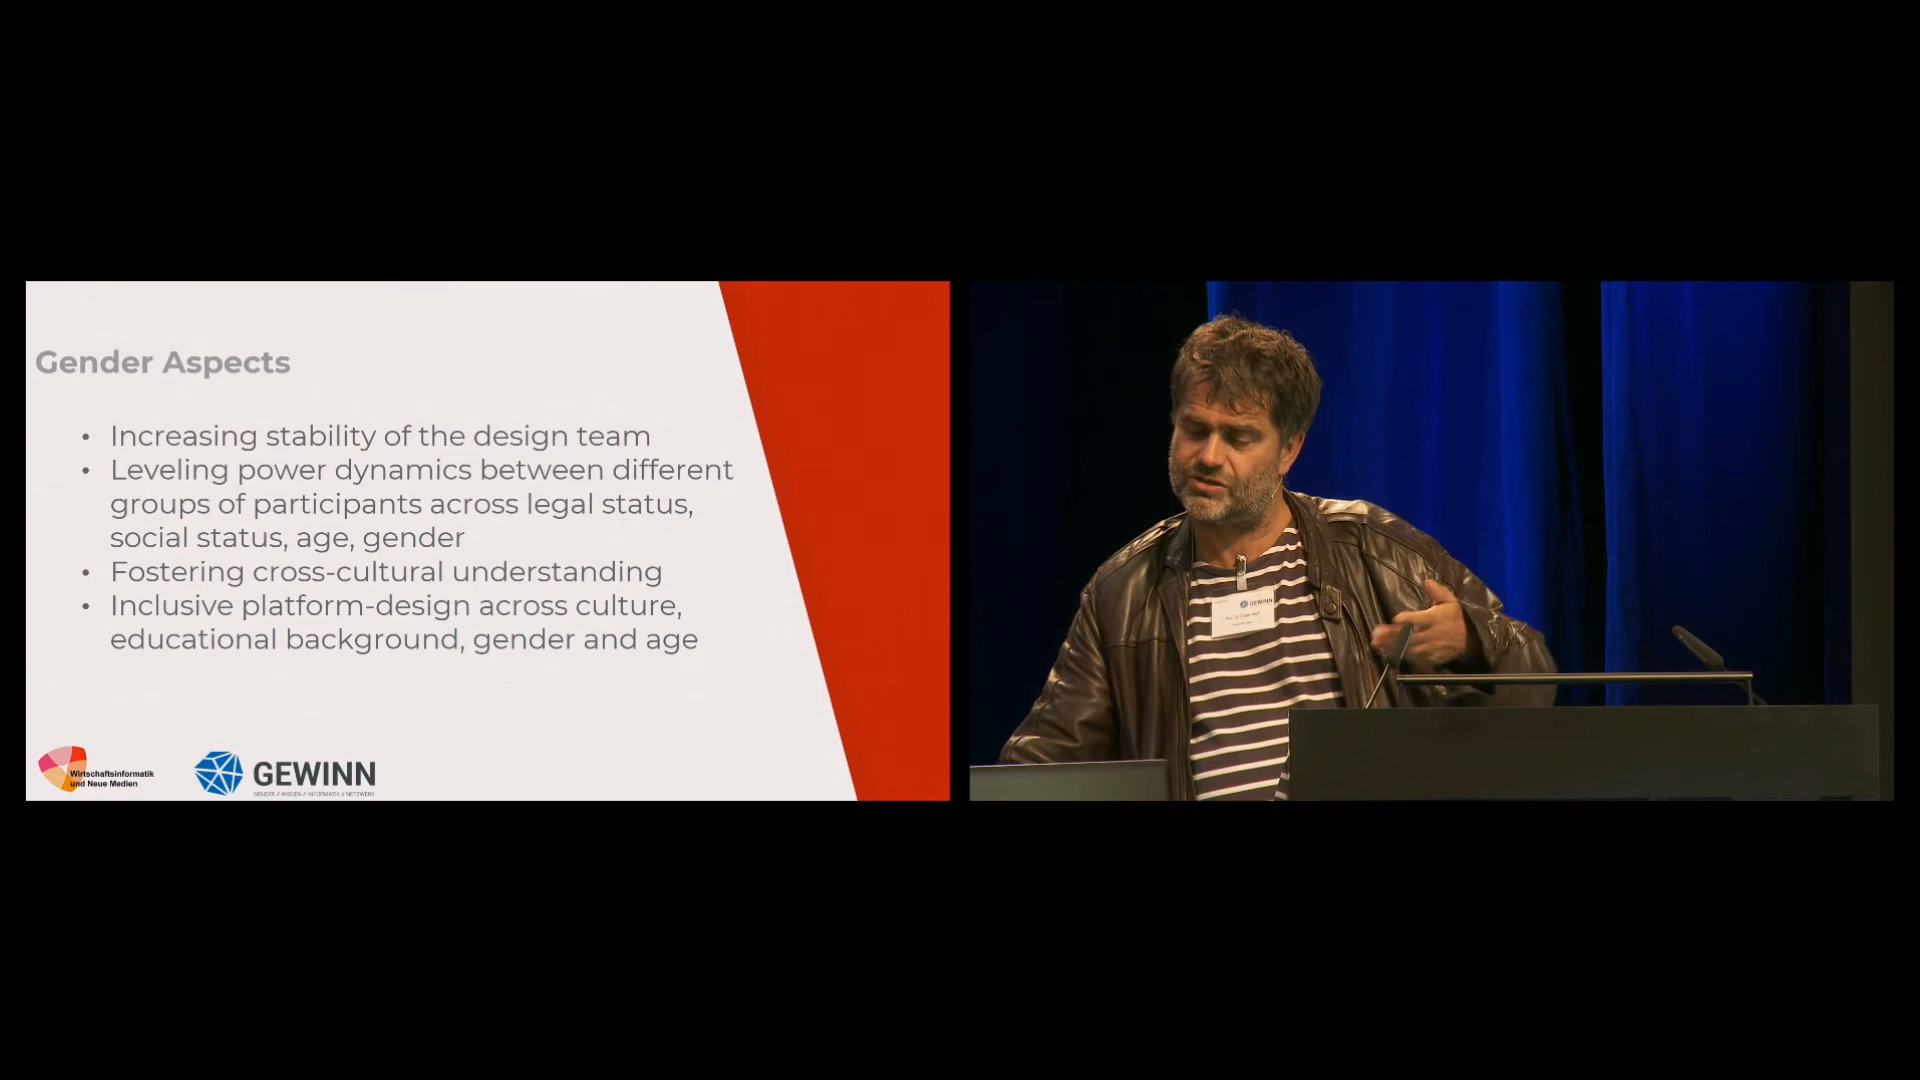 Gender Aspects
• Increasing stability of the design team
• Leveling power dynamics between different
groups of participants across legal status,
social status, age, gender
• Fostering cross-cultural understanding
• Inclusive platform-design across culture,
educational background, gender and age
Wirtschaftsinformatik
und Neue Medien
GEWINN
GENDER // WISSEN // INFORMATIK // NETZWERK
GEWINN